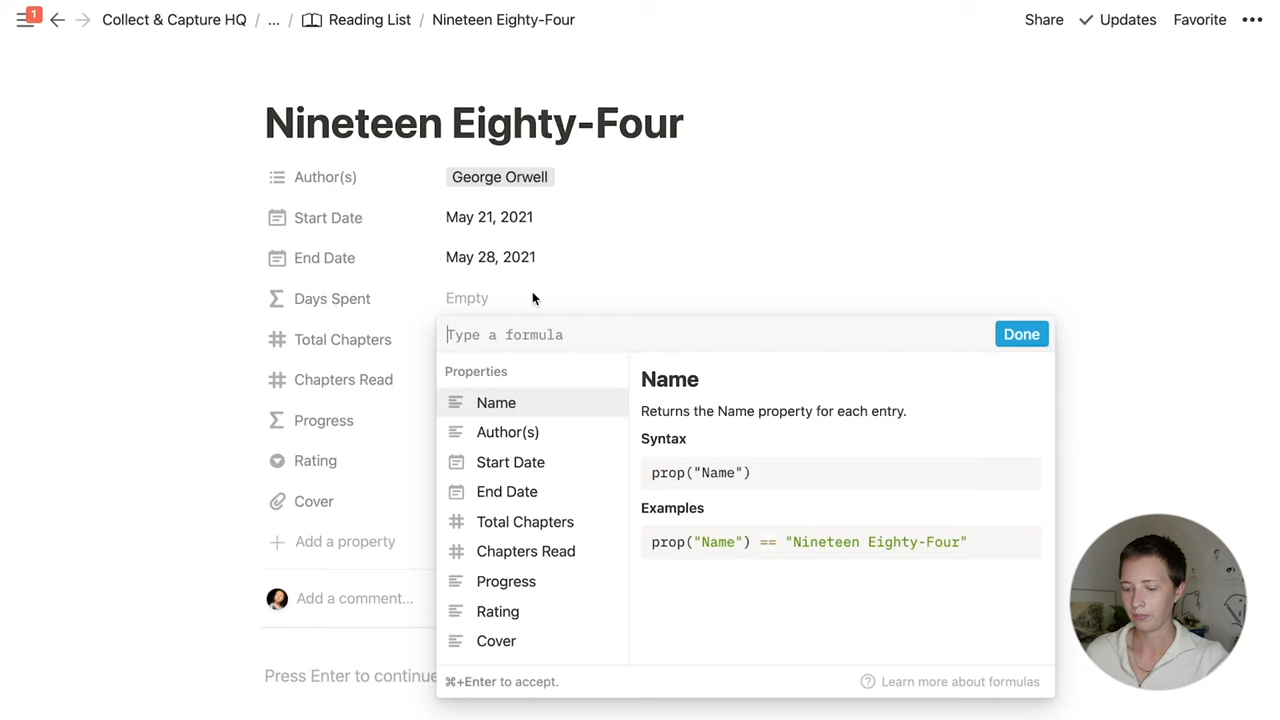 1
Collect & Capture HQ / ... / Reading List / Nineteen Eighty-Four
Share Updates Favorite •••
Nineteen Eighty-Four
Author(s) George Orwell
Start Date May 21, 2021
End Date May 28, 2021
Days Spent Empty
Total Chapters
Chapters Read
Progress
Rating
Cover
Add a property
Add a comment...
Press Enter to continue
Type a formula
Done
Properties
Name
Author(s)
Start Date
End Date
Total Chapters
Chapters Read
Progress
Rating
Cover
Name
Returns the Name property for each entry.
Syntax
prop("Name")
Examples
prop("Name") == "Nineteen Eighty-Four"
⌘+Enter to accept.
? Learn more about formulas